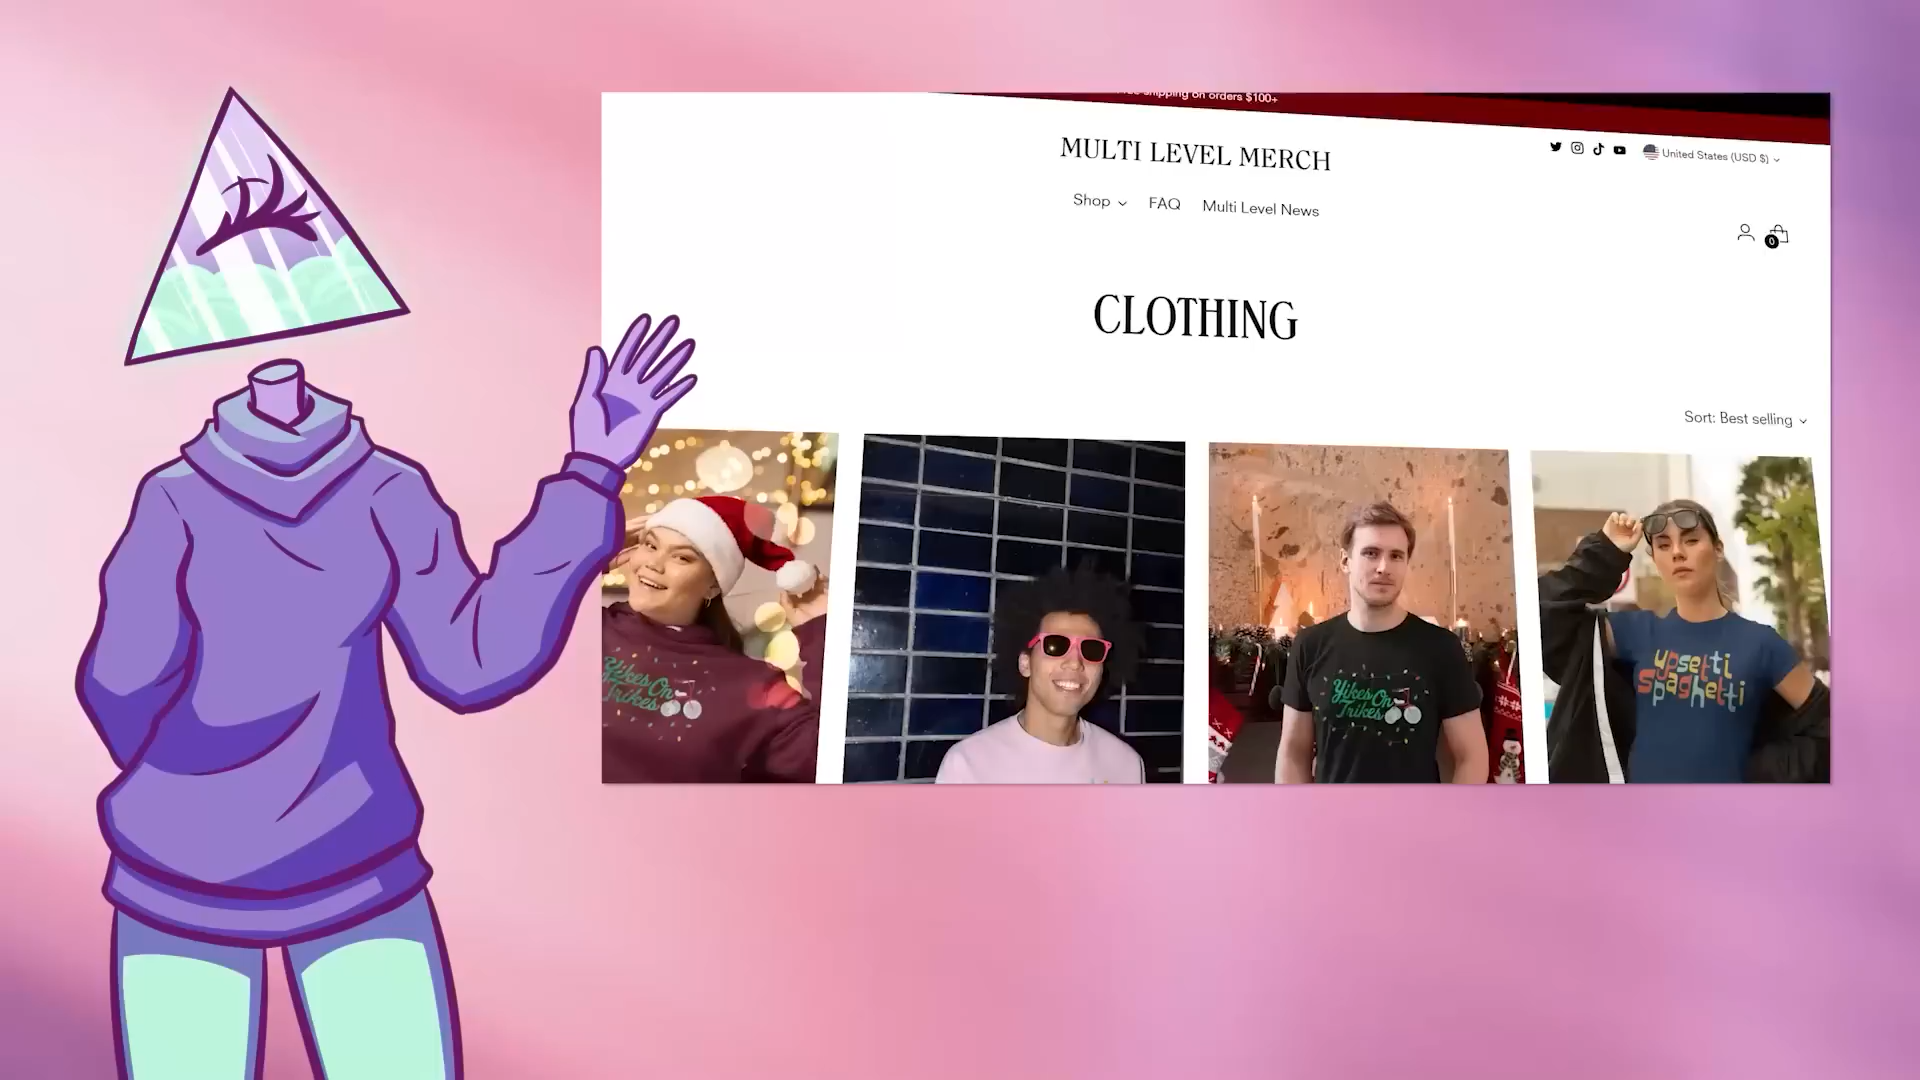 Free shipping on orders $100+
MULTI LEVEL MERCH
United States (USD $)
Shop
FAQ
Multi Level News
0
CLOTHING
Sort: Best selling
Yikes On
Trikes
Yikes On
Trikes
upsetti
spaghetti